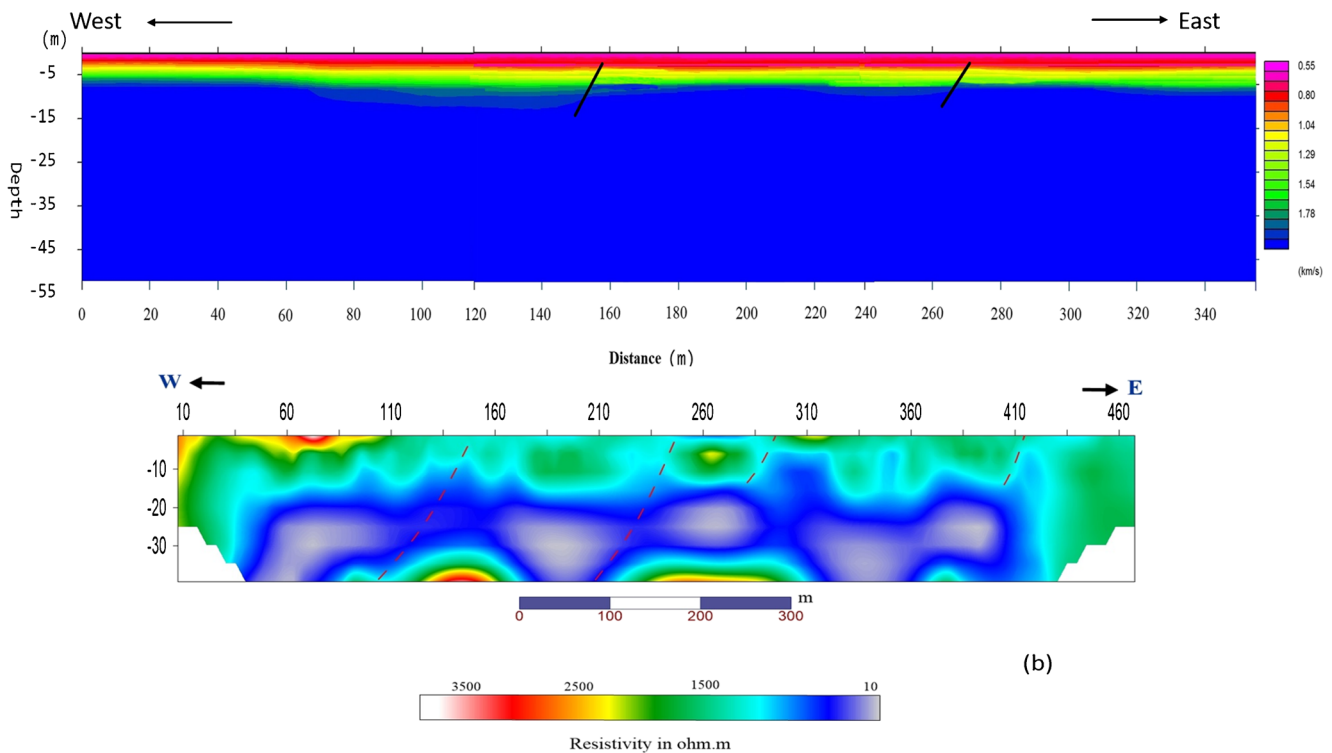 West East
(m)
-5
-15
-25
-35
-45
-55
Depth
0.55
0.80
1.04
1.29
1.54
1.78
(km/s)
0 20 40 60 80 100 120 140 160 180 200 220 240 260 280 300 320 340
Distance (m)
W E
10 60 110 160 210 260 310 360 410 460
-10
-20
-30
m
0 100 200 300
(b)
3500 2500 1500 10
Resistivity in ohm.m